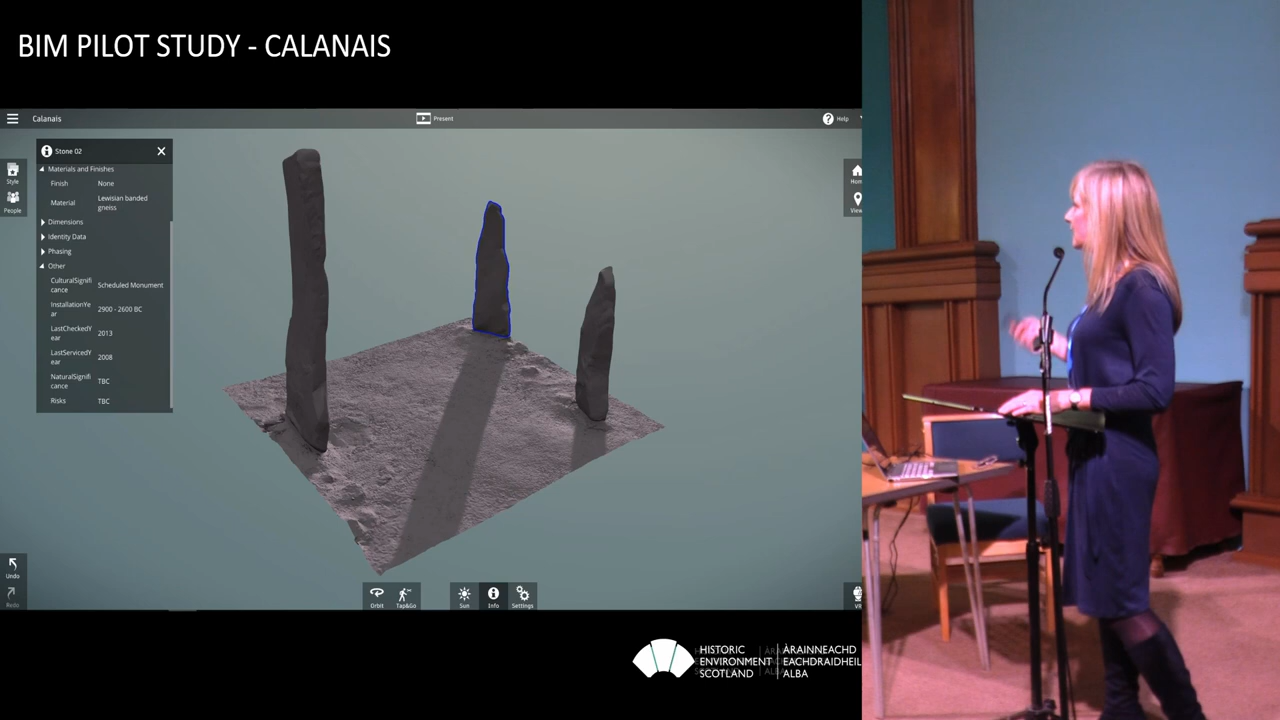 BIM PILOT STUDY - CALANAIS
Calanais
Present
Help
Stone 02
Style
People
Materials and Finishes
Finish None
Material Lewisian banded
gneiss
Dimensions
Identity Data
Phasing
Other
CulturalSignifi
cance Scheduled Monument
InstallationYe
ar 2900 - 2600 BC
LastCheckedY
ear 2013
LastServicedY
ear 2008
NaturalSignifi
cance TBC
Risks TBC
Hom
View
Undo
Redo
Orbit
Tap&Go
Sun
Info
Settings
VR
HISTORIC
ENVIRONMENT
SCOTLAND
ÀRAINNEACHD
EACHDRAIDHEIL
ALBA